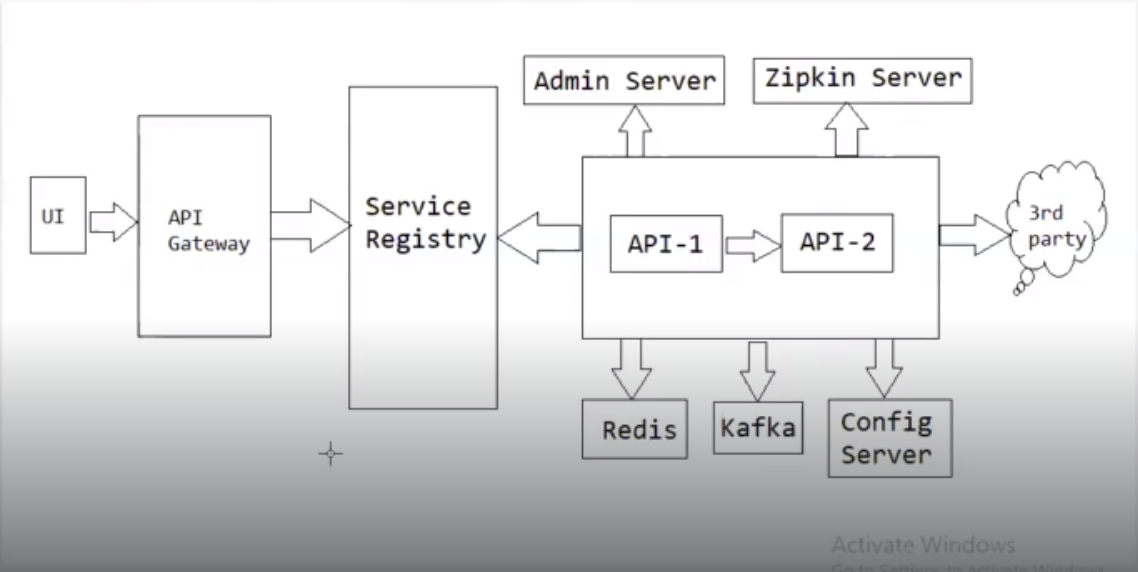 Admin Server
Zipkin Server
UI
API
Gateway
Service
Registry
API-1
API-2
3rd
party
Redis
Kafka
Config
Server
Activate Windows
Go to Settings to activate Windows.